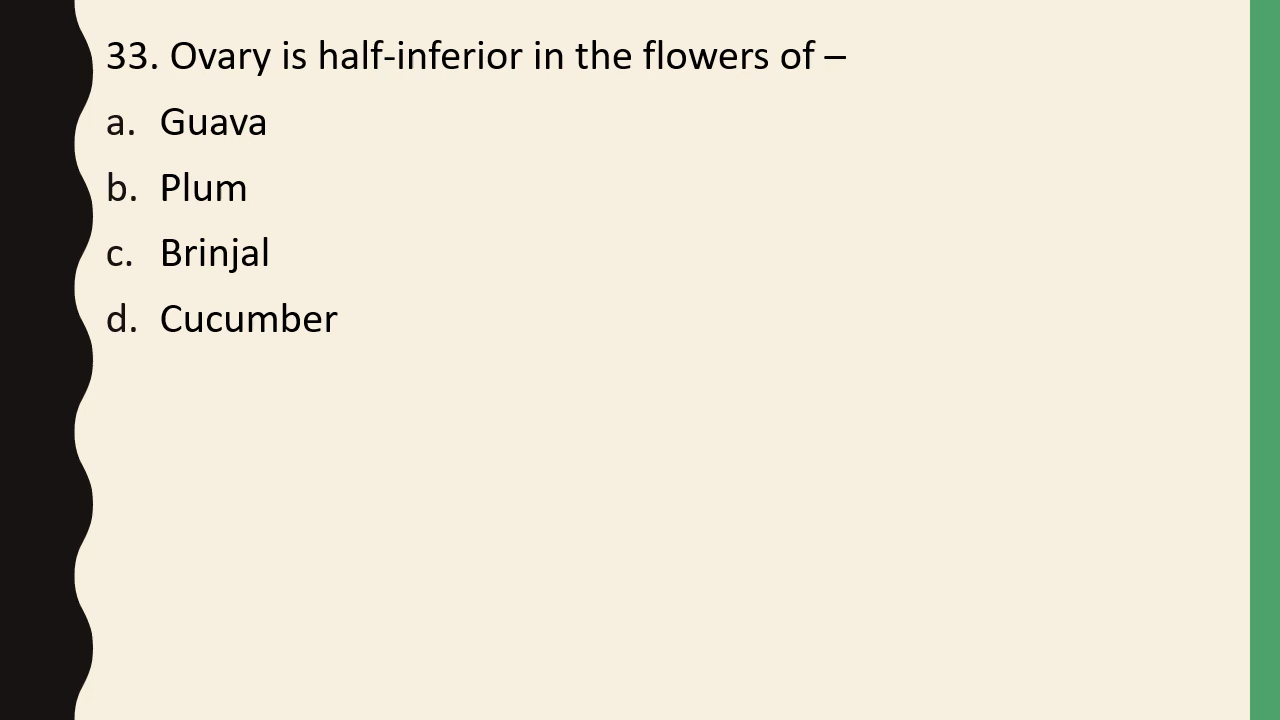 33. Ovary is half-inferior in the flowers of –
a. Guava
b. Plum
c. Brinjal
d. Cucumber